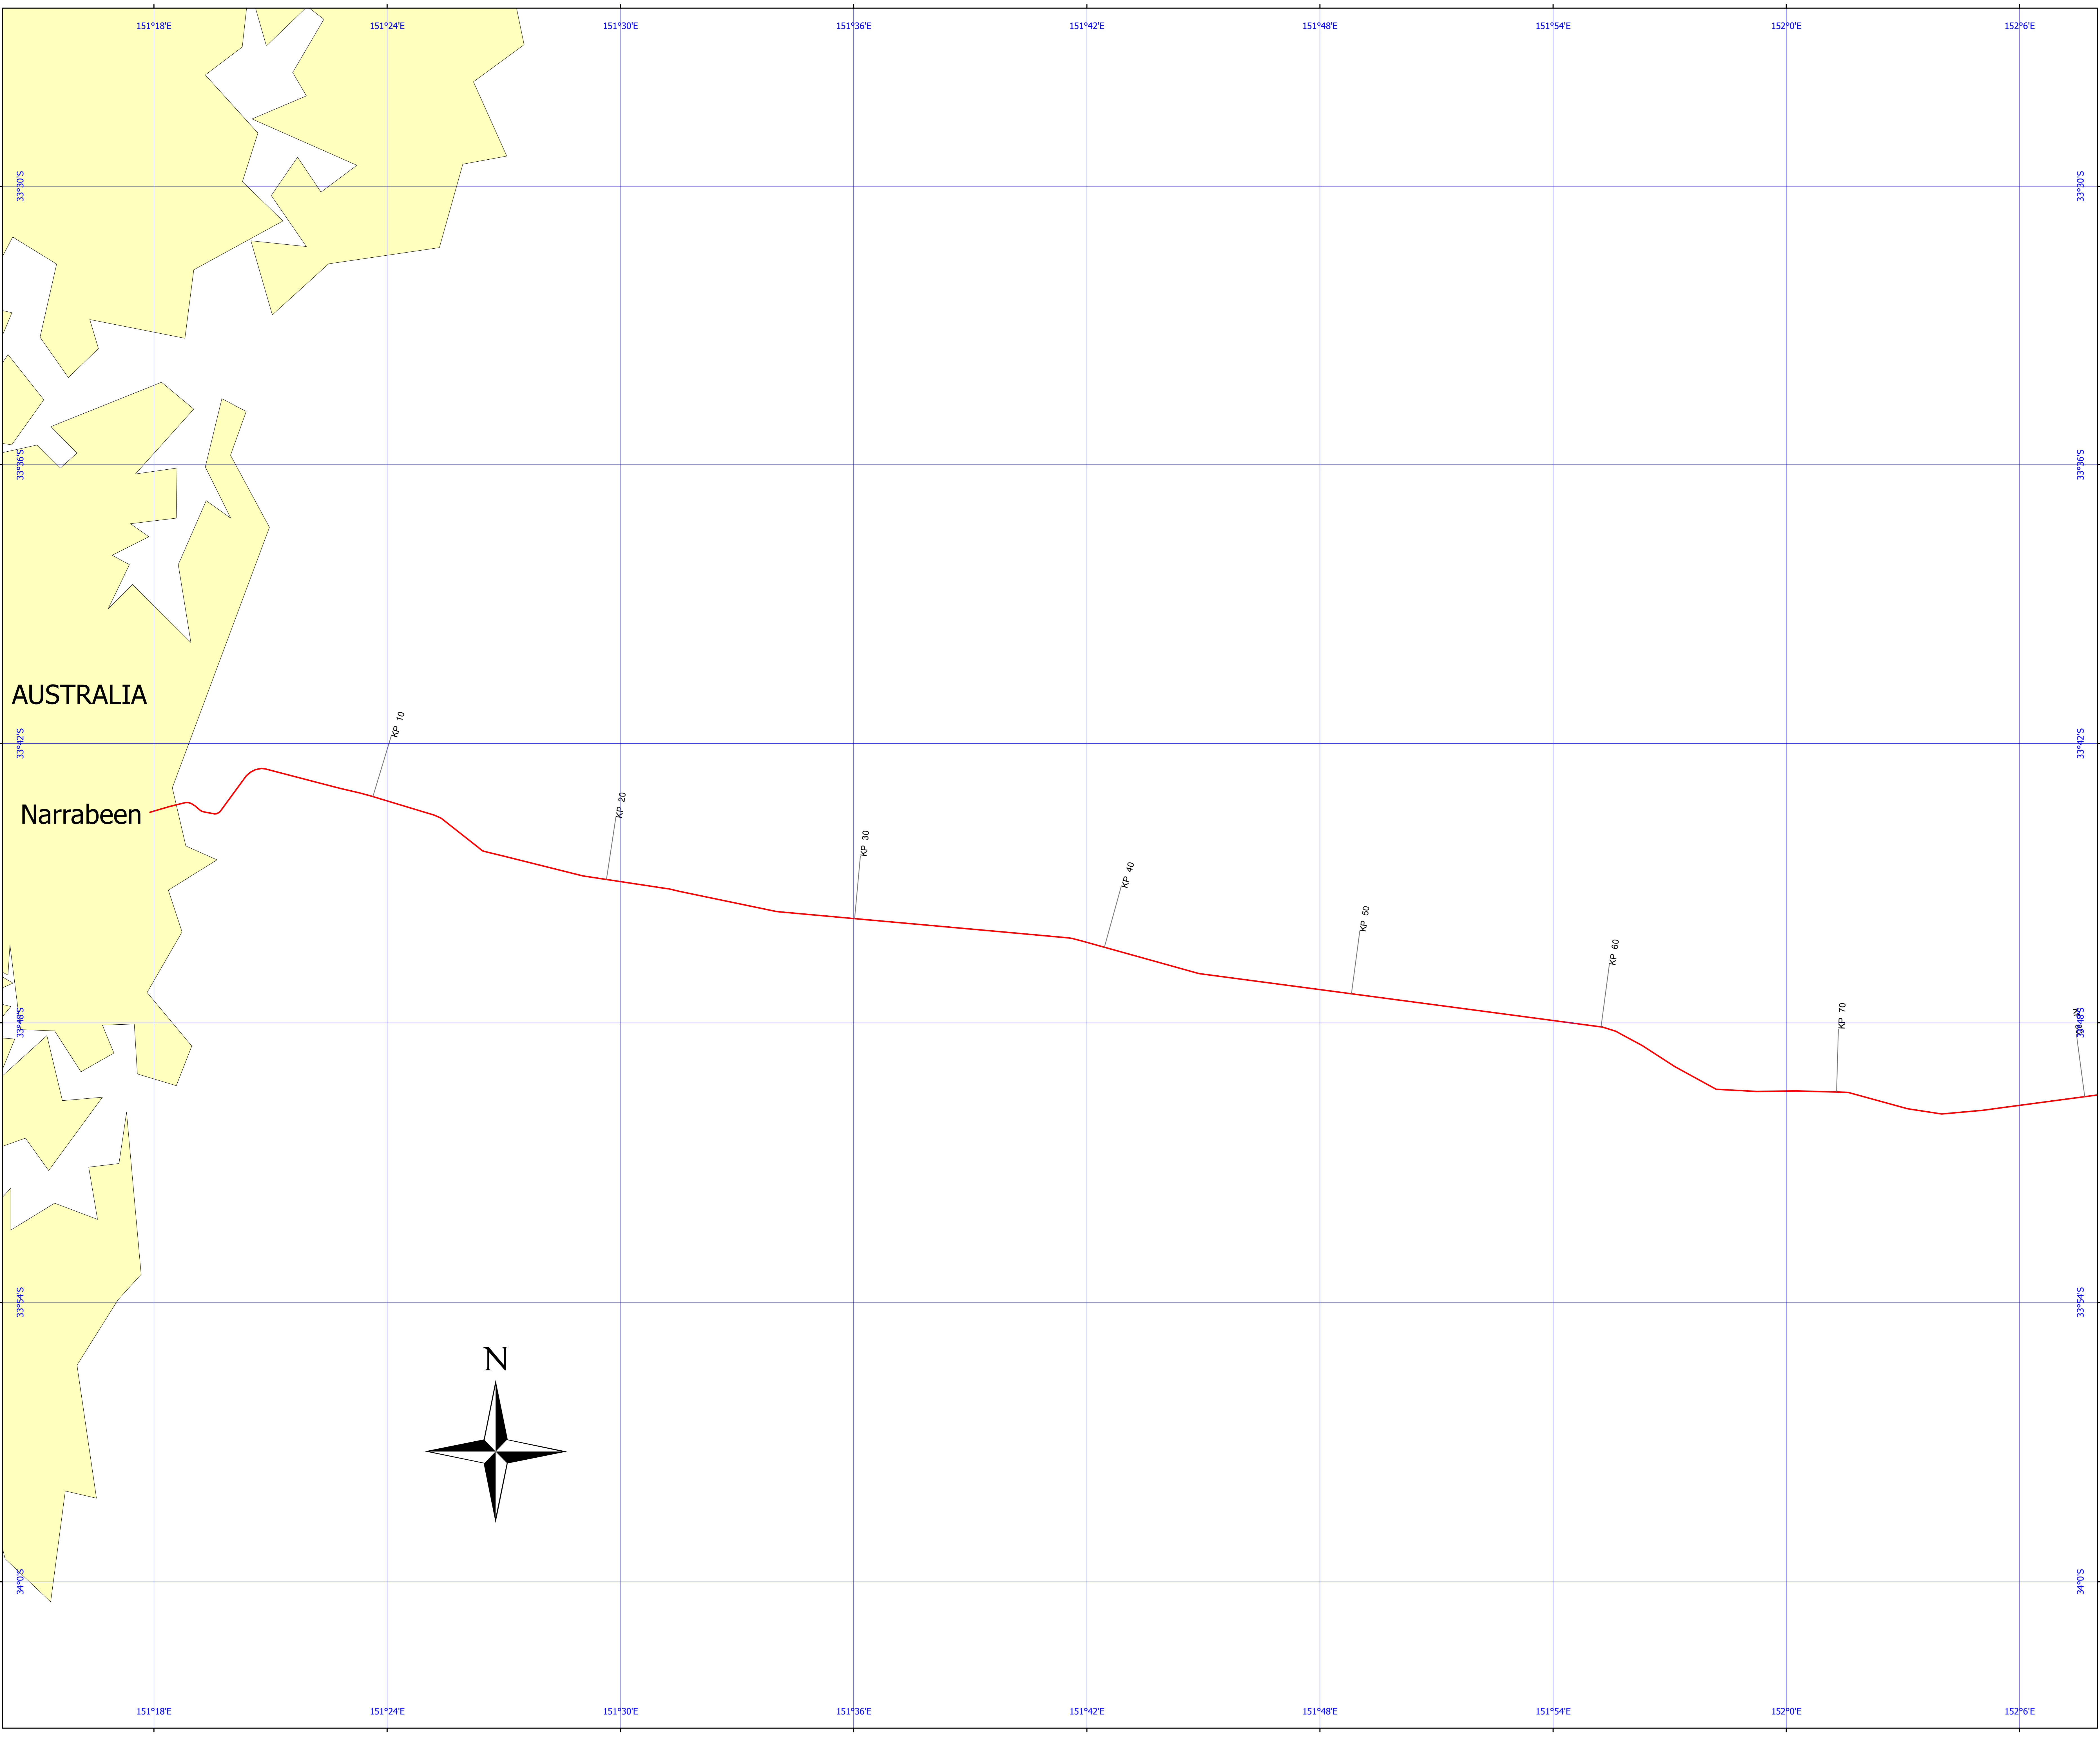 151°18'E
151°24'E
151°30'E
151°36'E
151°42'E
151°48'E
151°54'E
152°0'E
152°6'E
33°30'S
33°30'S
33°36'S
33°36'S
AUSTRALIA
KP 10
33°42'S
33°42'S
Narrabeen
KP 20
KP 30
KP 40
KP 50
KP 60
KP 70
KP 80
33°48'S
33°48'S
33°54'S
33°54'S
N
34°0'S
34°0'S
151°18'E
151°24'E
151°30'E
151°36'E
151°42'E
151°48'E
151°54'E
152°0'E
152°6'E